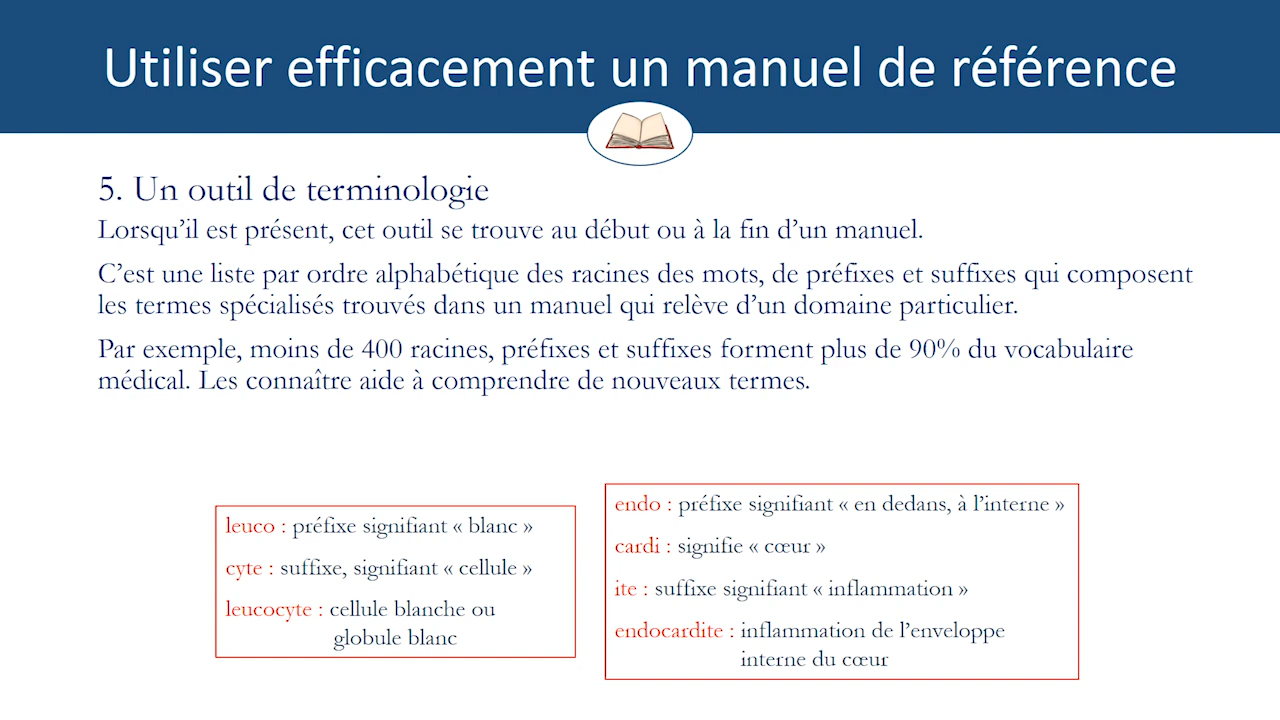 Utiliser efficacement un manuel de référence
5. Un outil de terminologie
Lorsqu’il est présent, cet outil se trouve au début ou à la fin d’un manuel.
C’est une liste par ordre alphabétique des racines des mots, de préfixes et suffixes qui composent
les termes spécialisés trouvés dans un manuel qui relève d’un domaine particulier.
Par exemple, moins de 400 racines, préfixes et suffixes forment plus de 90% du vocabulaire
médical. Les connaître aide à comprendre de nouveaux termes.
leuco : préfixe signifiant « blanc »
cyte : suffixe, signifiant « cellule »
leucocyte : cellule blanche ou
globule blanc
endo : préfixe signifiant « en dedans, à l’interne »
cardi : signifie « cœur »
ite : suffixe signifiant « inflammation »
endocardite : inflammation de l’enveloppe
interne du cœur